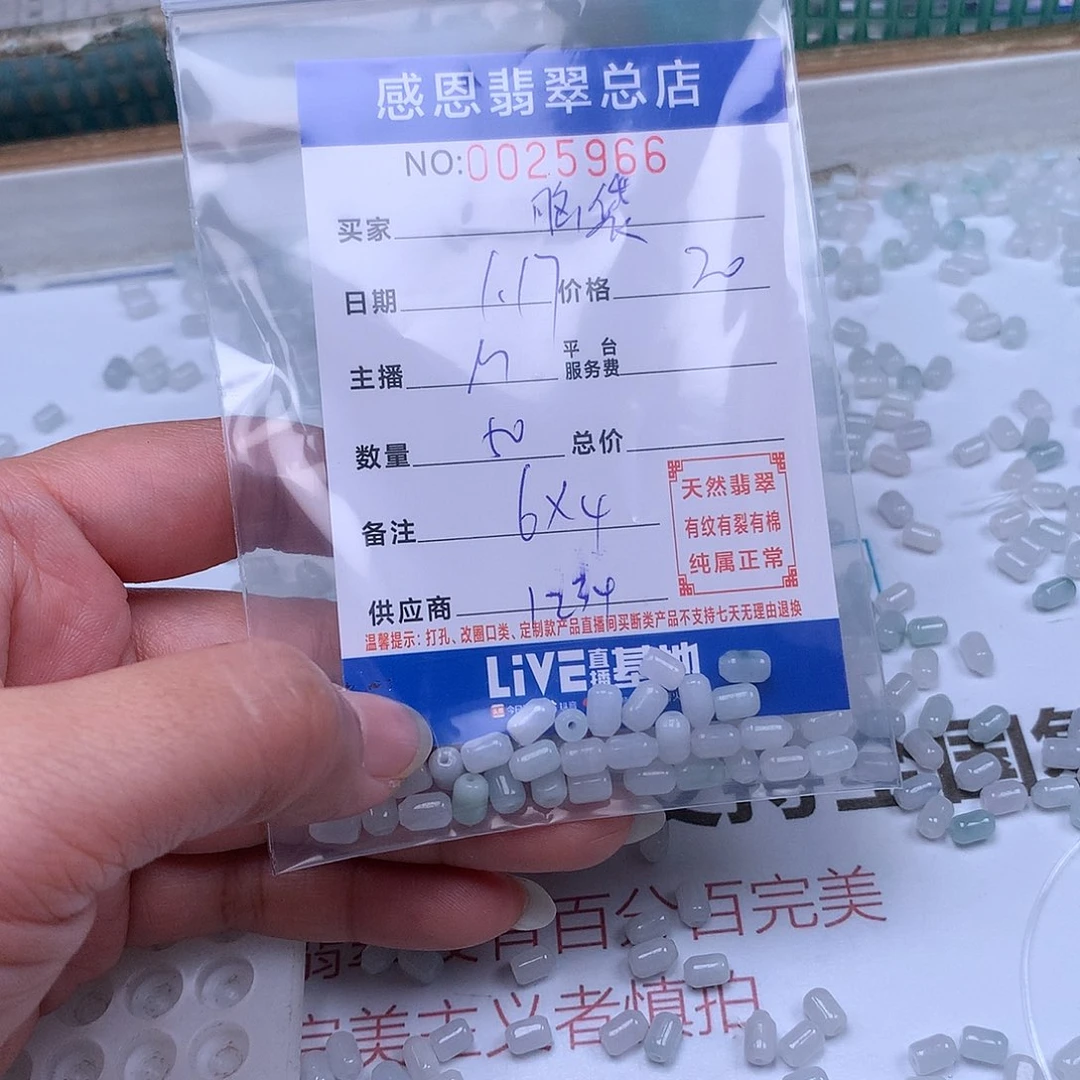 感恩翡翠总店
NO:0025966
买家 脑袋
日期 1.17 价格 20
主播 M 平台服务费
数量 50 总价
备注 6×4
天然翡翠
有纹有裂有棉
纯属正常
供应商 1234
温馨提示：打孔、改圈口类、定制款产品直播间买断类产品不支持七天无理由退换
LiVE直播基地
百分百完美
完美主义者慎拍